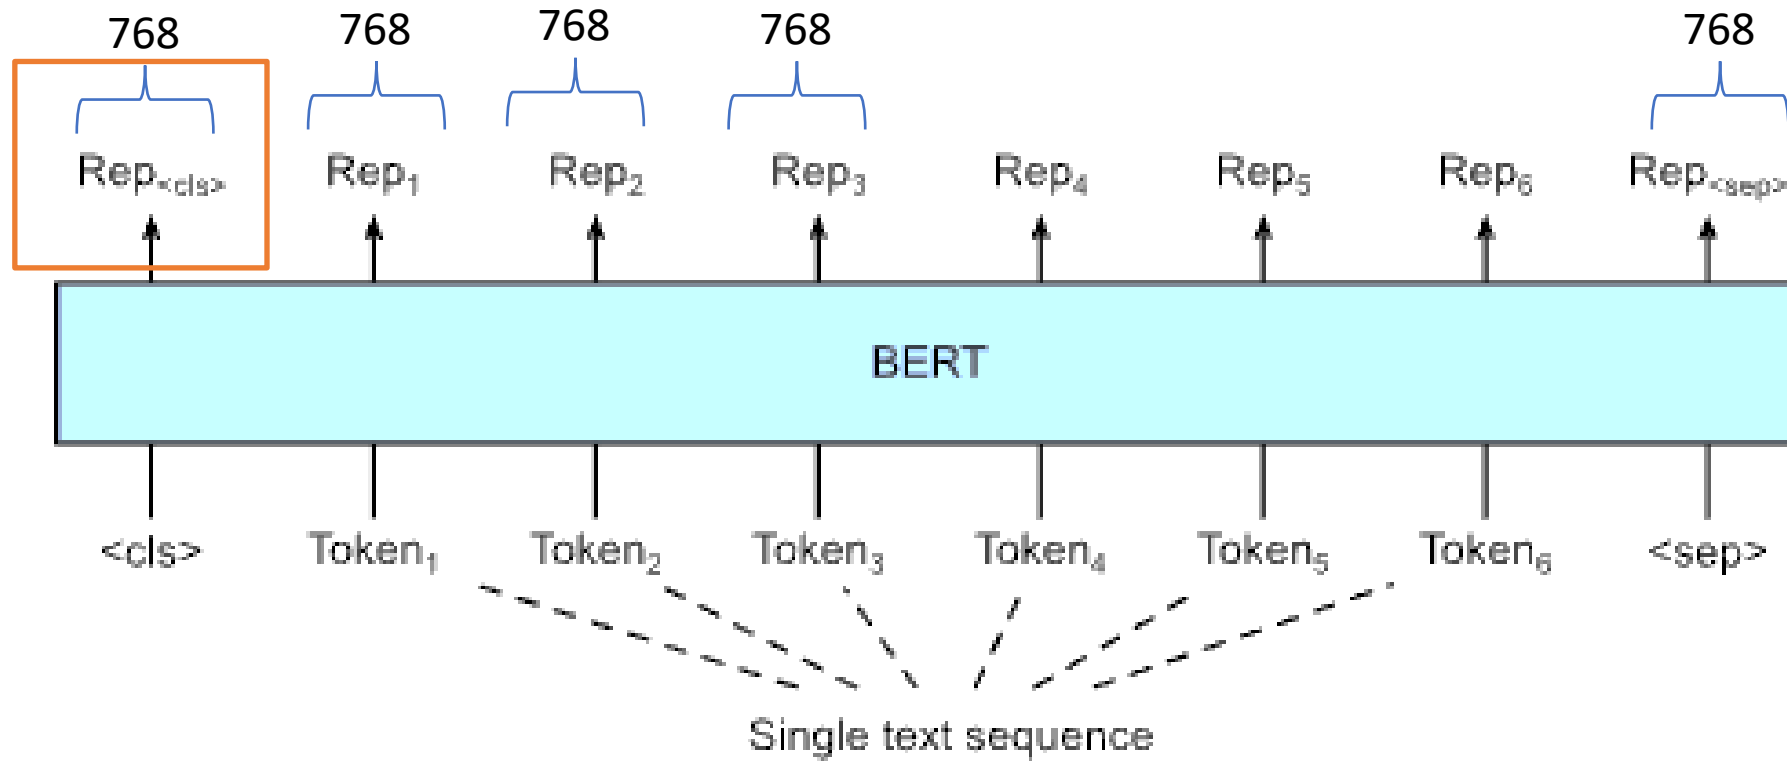 768 768 768 768 768
Rep<cls> Rep1 Rep2 Rep3 Rep4 Rep5 Rep6 Rep<sep>
BERT
<cls> Token1 Token2 Token3 Token4 Token5 Token6 <sep>
Single text sequence